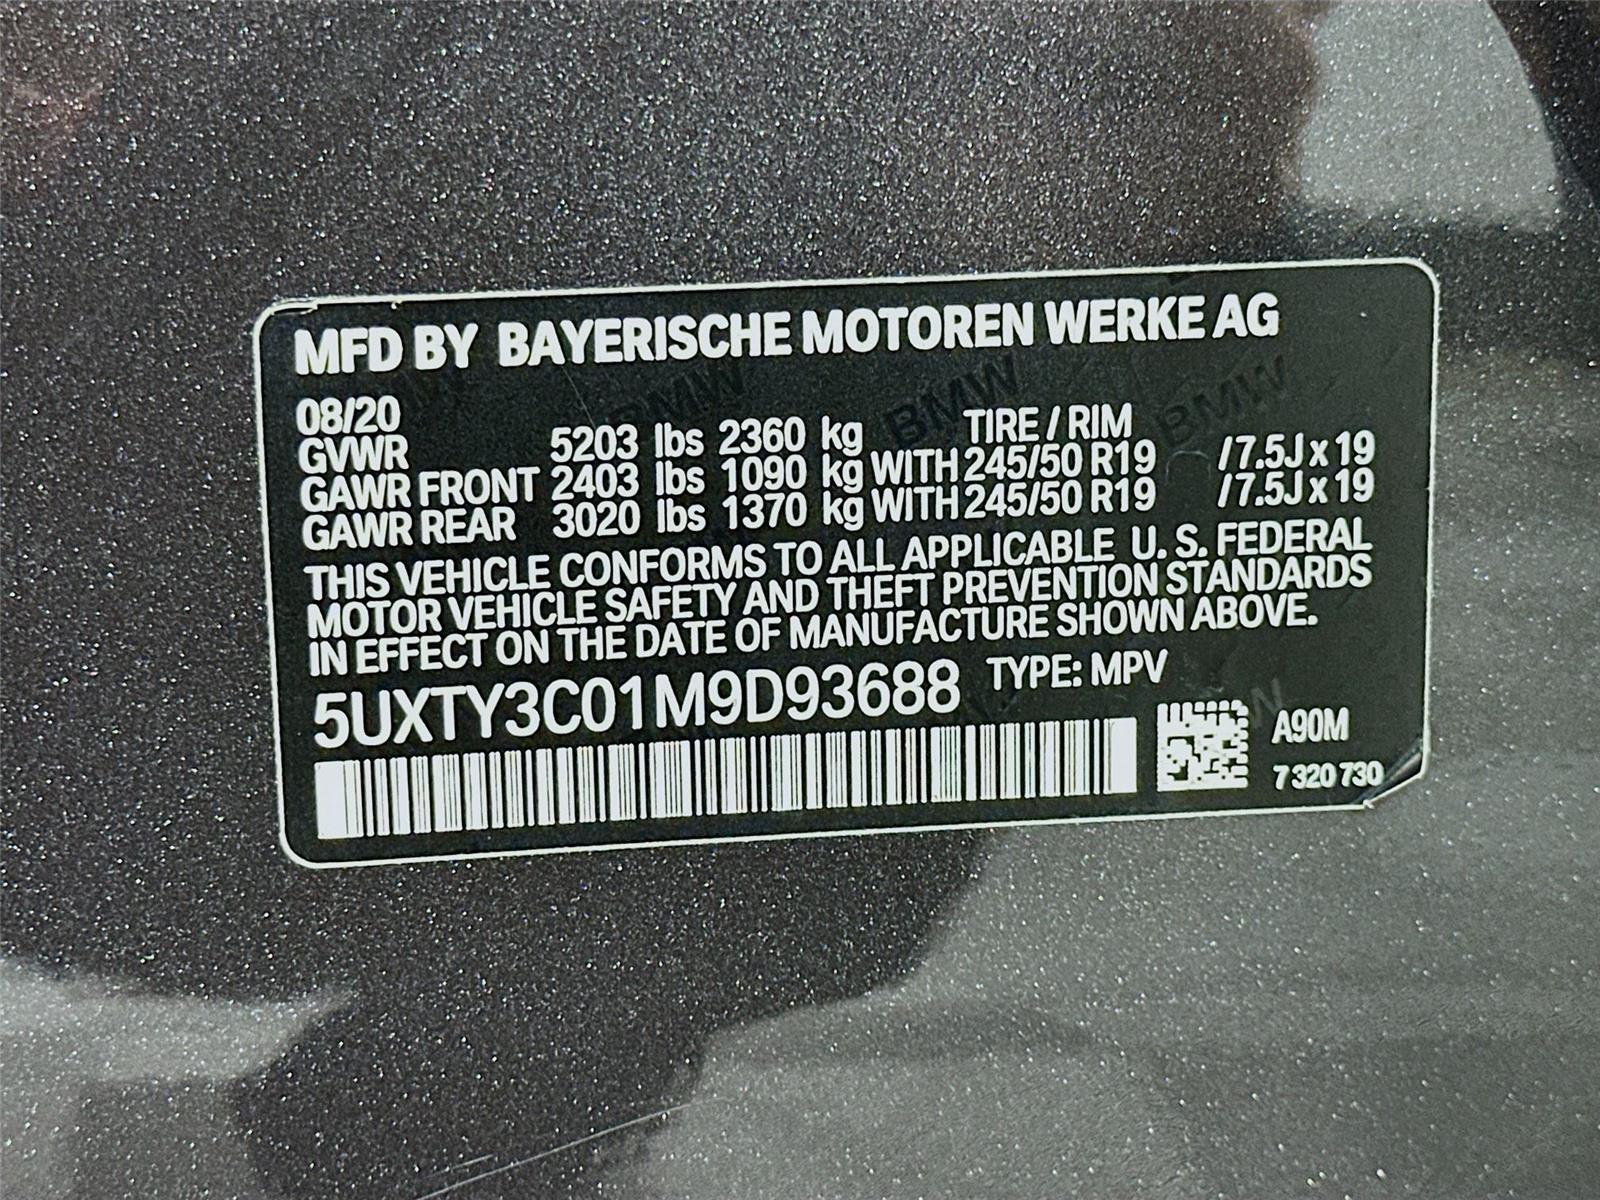 MFD BY BAYERISCHE MOTOREN WERKE AG
08/20
GVWR 5203 lbs 2360 kg TIRE / RIM
GAWR FRONT 2403 lbs 1090 kg WITH 245/50 R19 /7.5J x 19
GAWR REAR 3020 lbs 1370 kg WITH 245/50 R19 /7.5J x 19
THIS VEHICLE CONFORMS TO ALL APPLICABLE U. S. FEDERAL
MOTOR VEHICLE SAFETY AND THEFT PREVENTION STANDARDS
IN EFFECT ON THE DATE OF MANUFACTURE SHOWN ABOVE.
5UXTY3C01M9D93688 TYPE: MPV
A90M
7 320 730
BMW BMW BMW